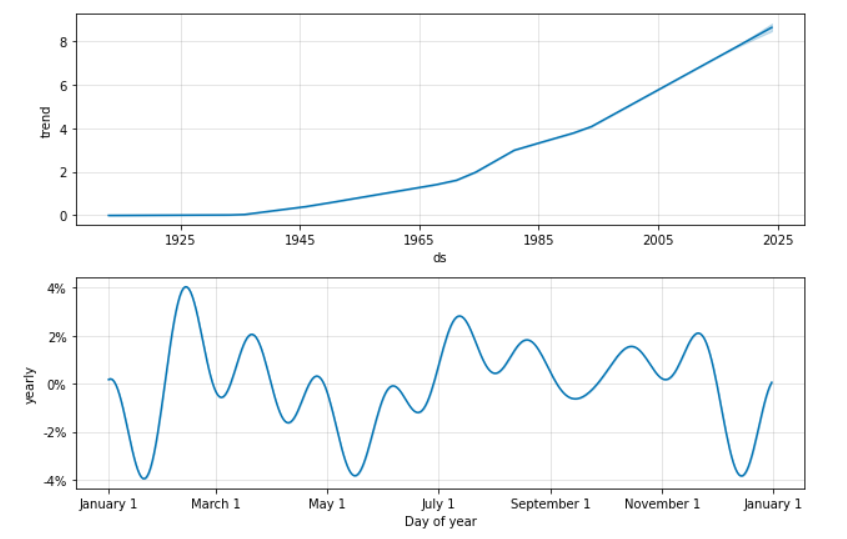 8
6
4
2
0
trend
1925 1945 1965 1985 2005 2025
ds
4%
2%
0%
-2%
-4%
yearly
January 1 March 1 May 1 July 1 September 1 November 1 January 1
Day of year